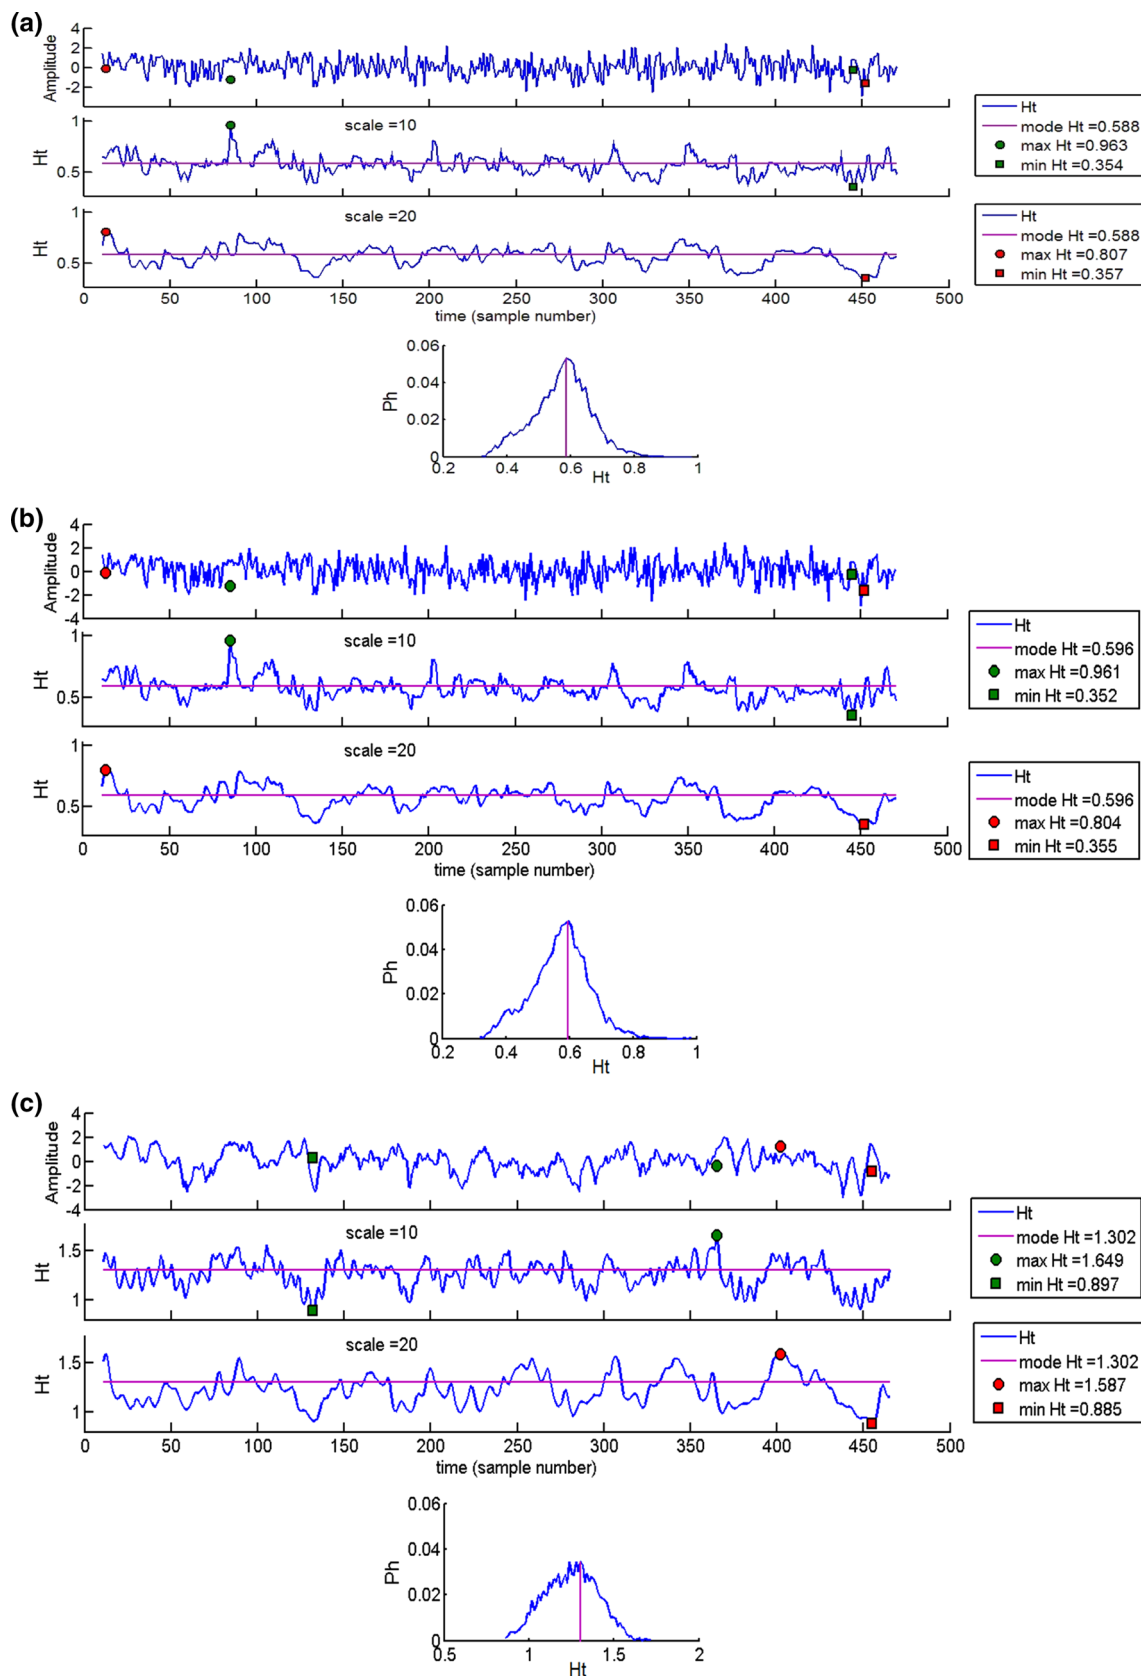 (a)
Amplitude
4
2
0
-2
scale =10
Ht
1
0.5
Ht
mode Ht =0.588
max Ht =0.963
min Ht =0.354
scale =20
Ht
1
0.5
Ht
mode Ht =0.588
max Ht =0.807
min Ht =0.357
0 50 100 150 200 250 300 350 400 450 500
time (sample number)
Ph
0.06
0.04
0.02
0
0.2 0.4 0.6 0.8 1
Ht
(b)
Amplitude
4
2
0
-2
-4
scale =10
Ht
1
0.5
Ht
mode Ht =0.596
max Ht =0.961
min Ht =0.352
scale =20
Ht
1
0.5
Ht
mode Ht =0.596
max Ht =0.804
min Ht =0.355
0 50 100 150 200 250 300 350 400 450 500
time (sample number)
Ph
0.06
0.04
0.02
0
0.2 0.4 0.6 0.8 1
Ht
(c)
Amplitude
4
2
0
-2
-4
scale =10
Ht
1.5
1
Ht
mode Ht =1.302
max Ht =1.649
min Ht =0.897
scale =20
Ht
1.5
1
Ht
mode Ht =1.302
max Ht =1.587
min Ht =0.885
0 50 100 150 200 250 300 350 400 450 500
time (sample number)
Ph
0.06
0.04
0.02
0
0.5 1 1.5 2
Ht